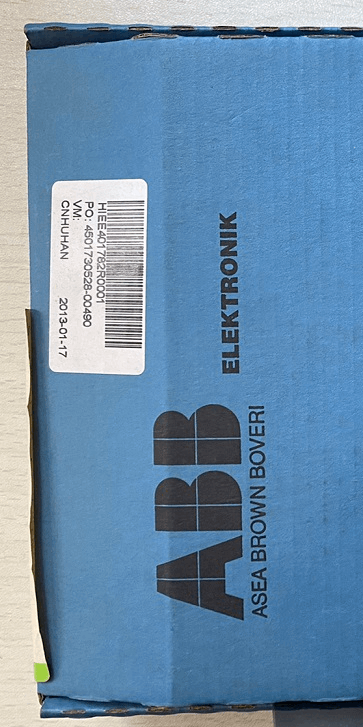 HIEE401782R0001
PO: 4501730528-00490
VM:
CNHUHAN 2013-01-17
ABB ELEKTRONIK
ASEA BROWN BOVERI